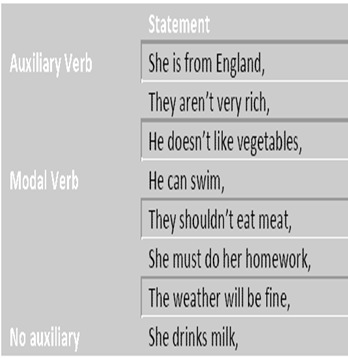 Statement
Auxiliary Verb She is from England,
They aren't very rich,
He doesn't like vegetables,
Modal Verb He can swim,
They shouldn't eat meat,
She must do her homework,
The weather will be fine,
No auxiliary She drinks milk,